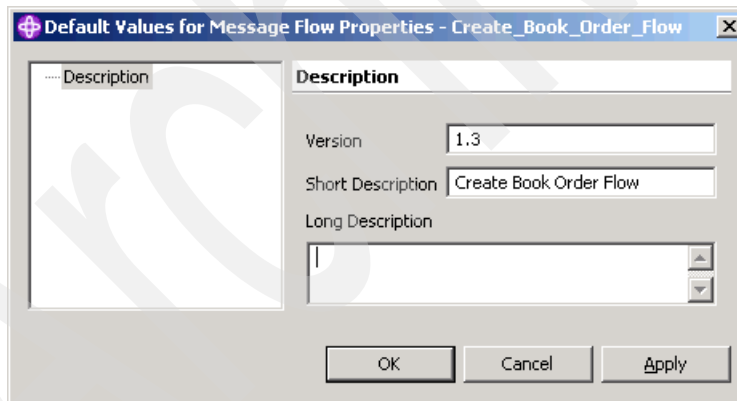 Default Values for Message Flow Properties - Create_Book_Order_Flow
Description
Description
Version 1.3
Short Description Create Book Order Flow
Long Description
OK Cancel Apply